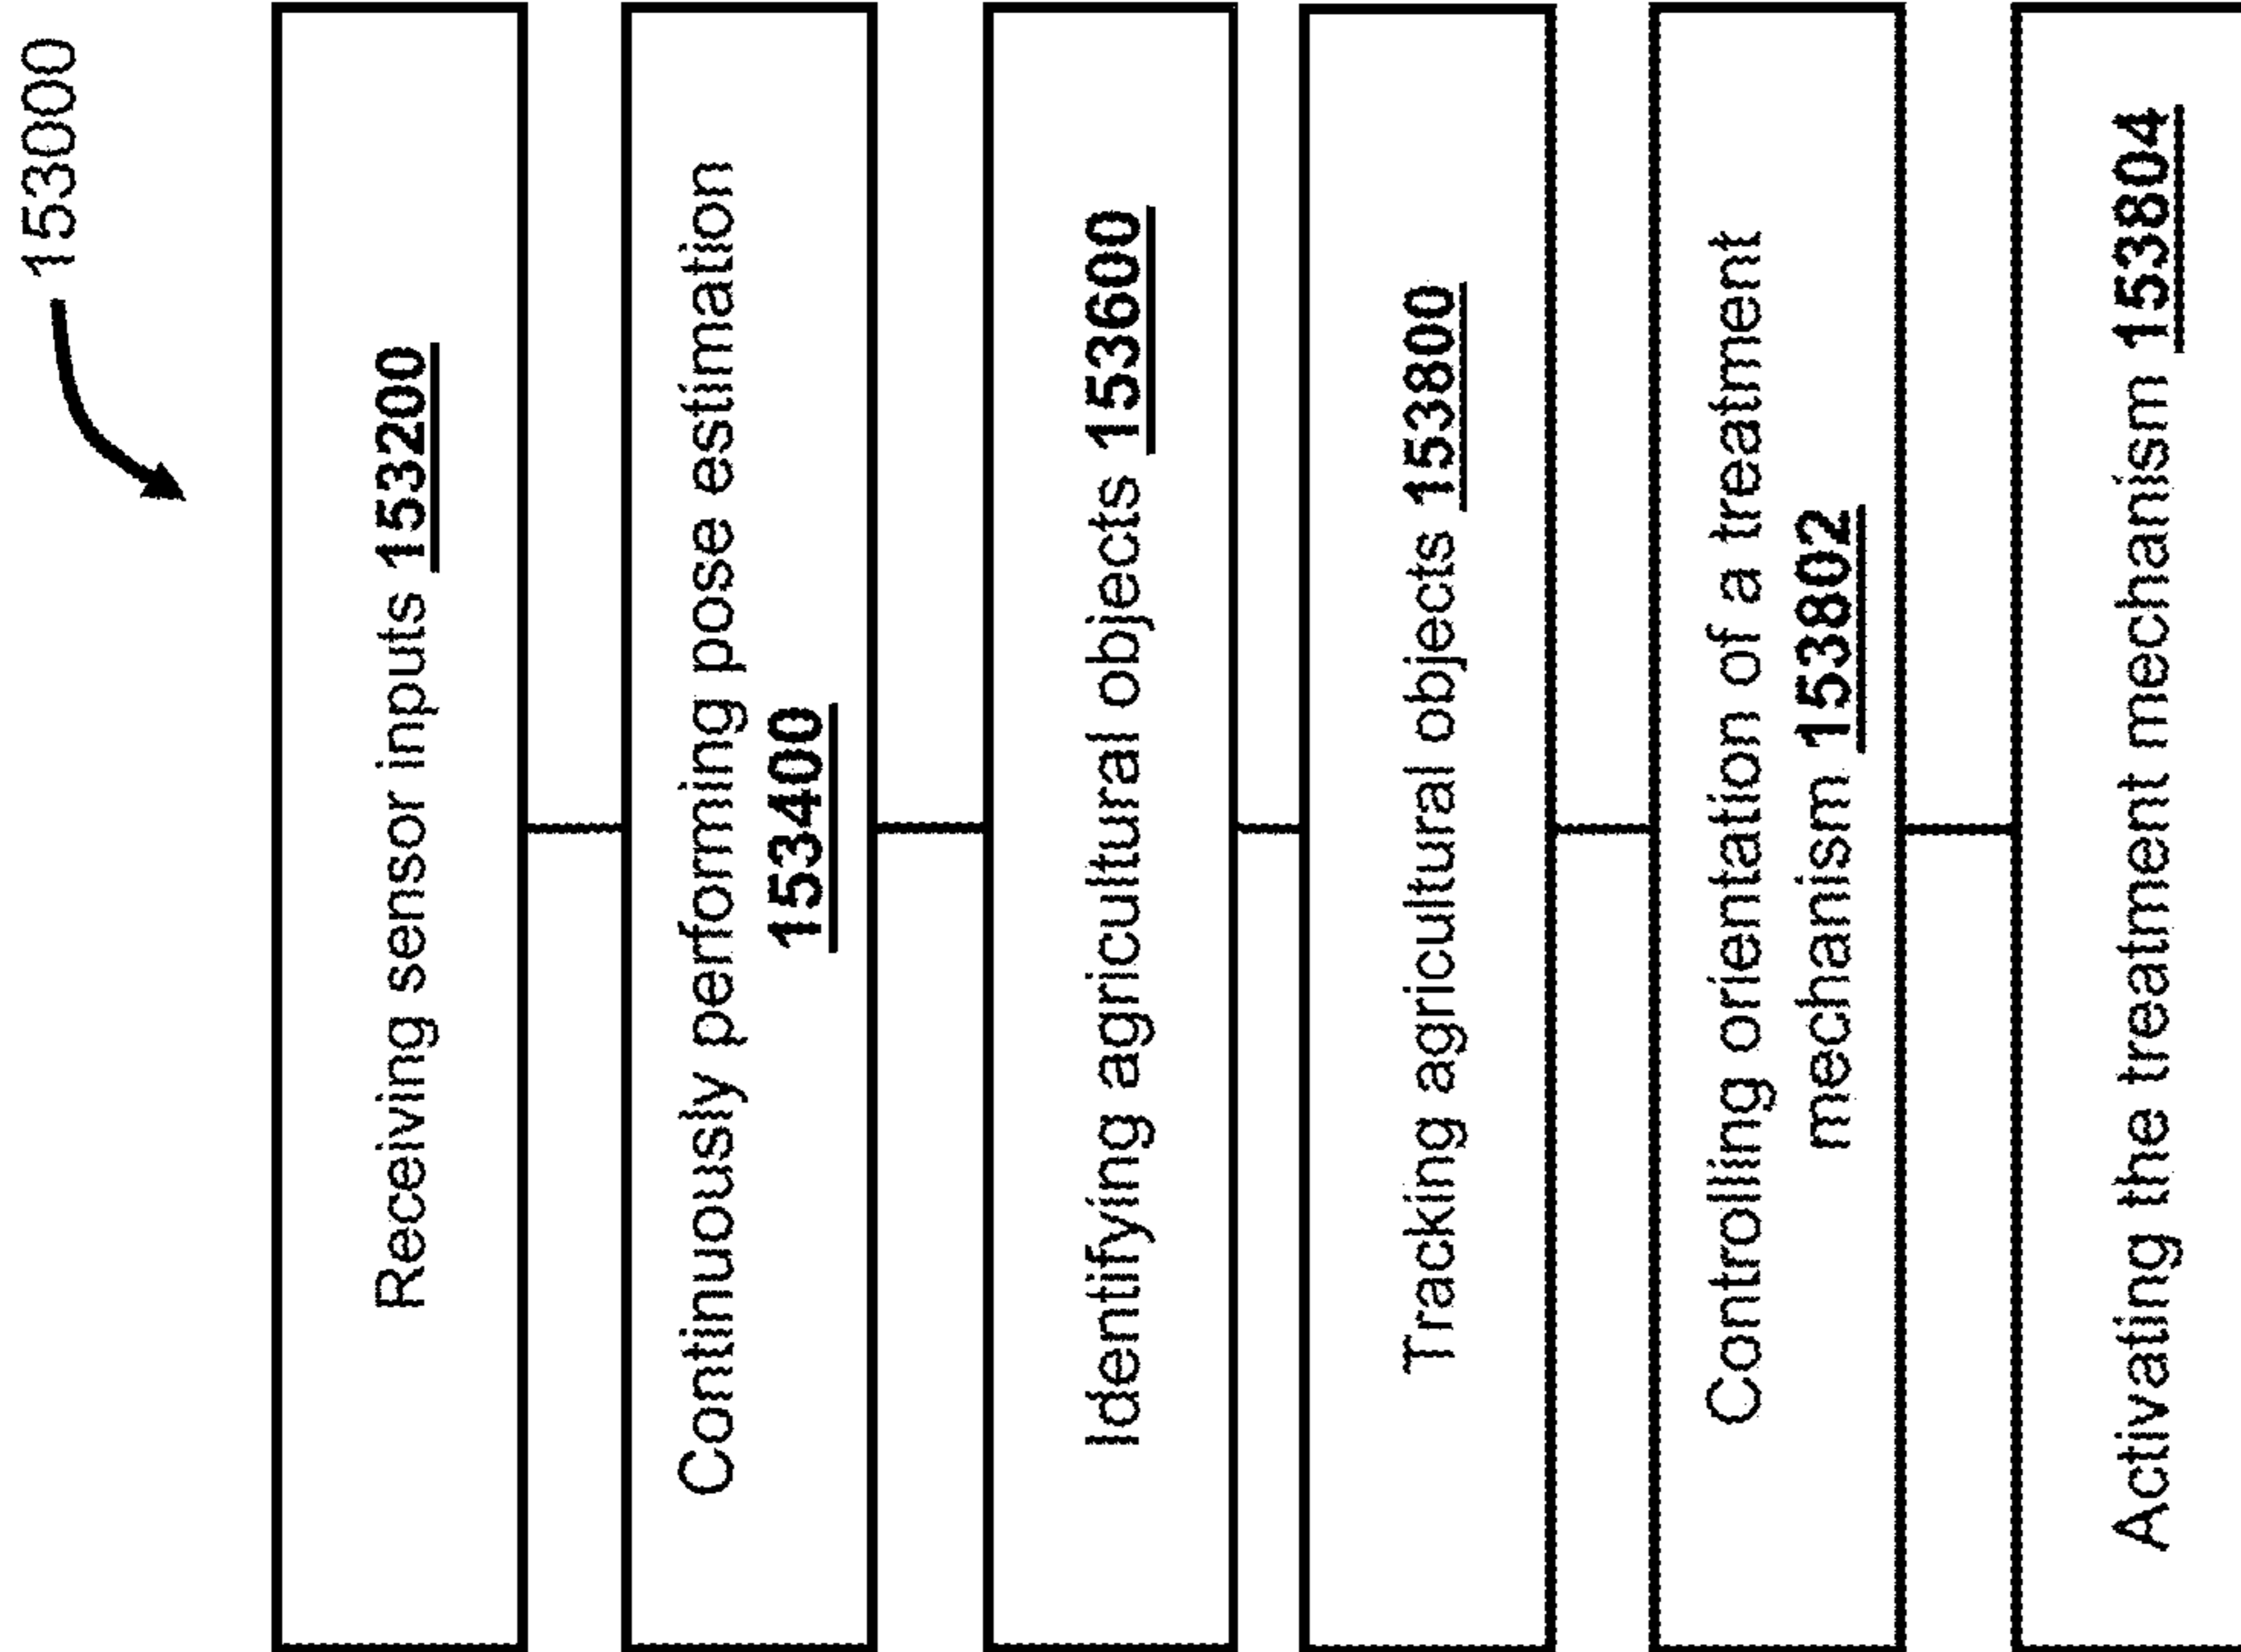 15300
Receiving sensor inputs 153200
Continuously performing pose estimation
153400
Identifying agricultural objects 153600
Tracking agricultural objects 153800
Controlling orientation of a treatment
mechanism 153802
Activating the treatment mechanism 153804